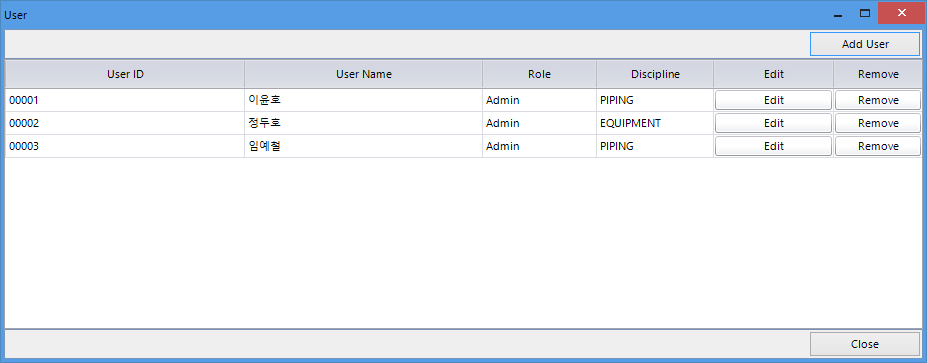 User
Add User
User ID User Name Role Discipline Edit Remove
00001 이윤호 Admin PIPING Edit Remove
00002 정두호 Admin EQUIPMENT Edit Remove
00003 임예철 Admin PIPING Edit Remove
Close